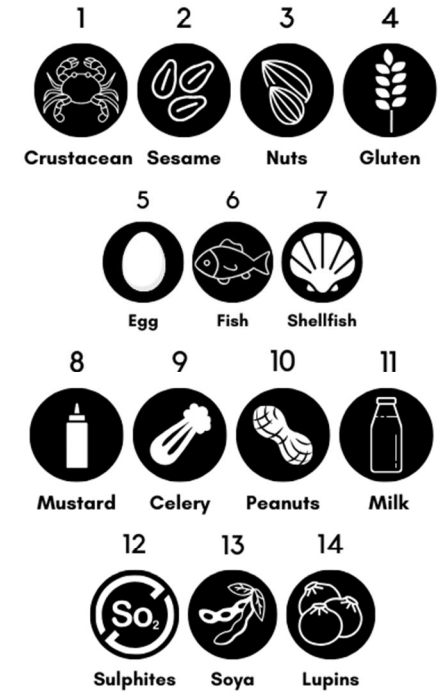 1 2 3 4
Crustacean Sesame Nuts Gluten
5 6 7
Egg Fish Shellfish
8 9 10 11
Mustard Celery Peanuts Milk
12 13 14
So2
Sulphites Soya Lupins